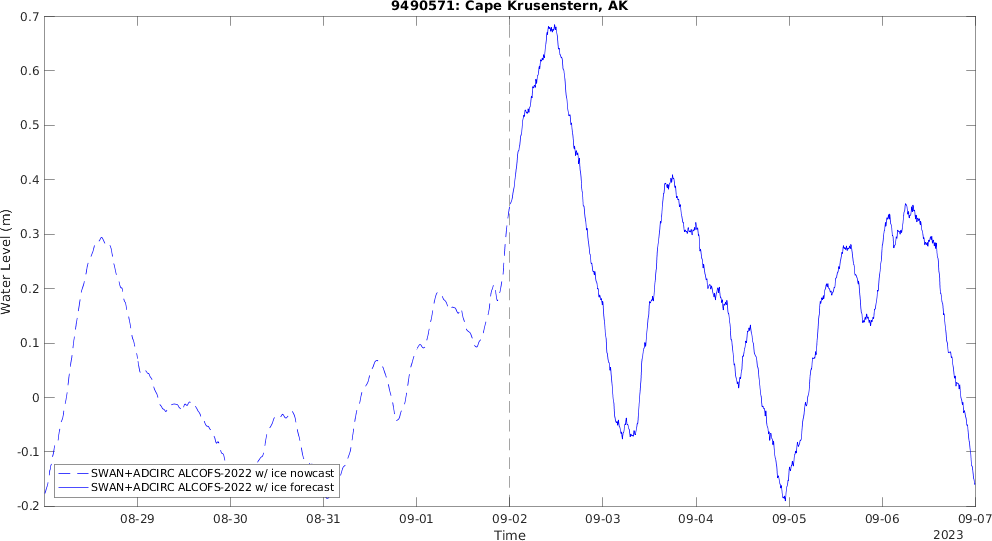 9490571: Cape Krusenstern, AK
0.7
0.6
0.5
0.4
0.3
0.2
0.1
0
-0.1
-0.2
Water Level (m)
SWAN+ADCIRC ALCOFS-2022 w/ ice nowcast
SWAN+ADCIRC ALCOFS-2022 w/ ice forecast
08-29 08-30 08-31 09-01 09-02 09-03 09-04 09-05 09-06 09-07
Time
2023